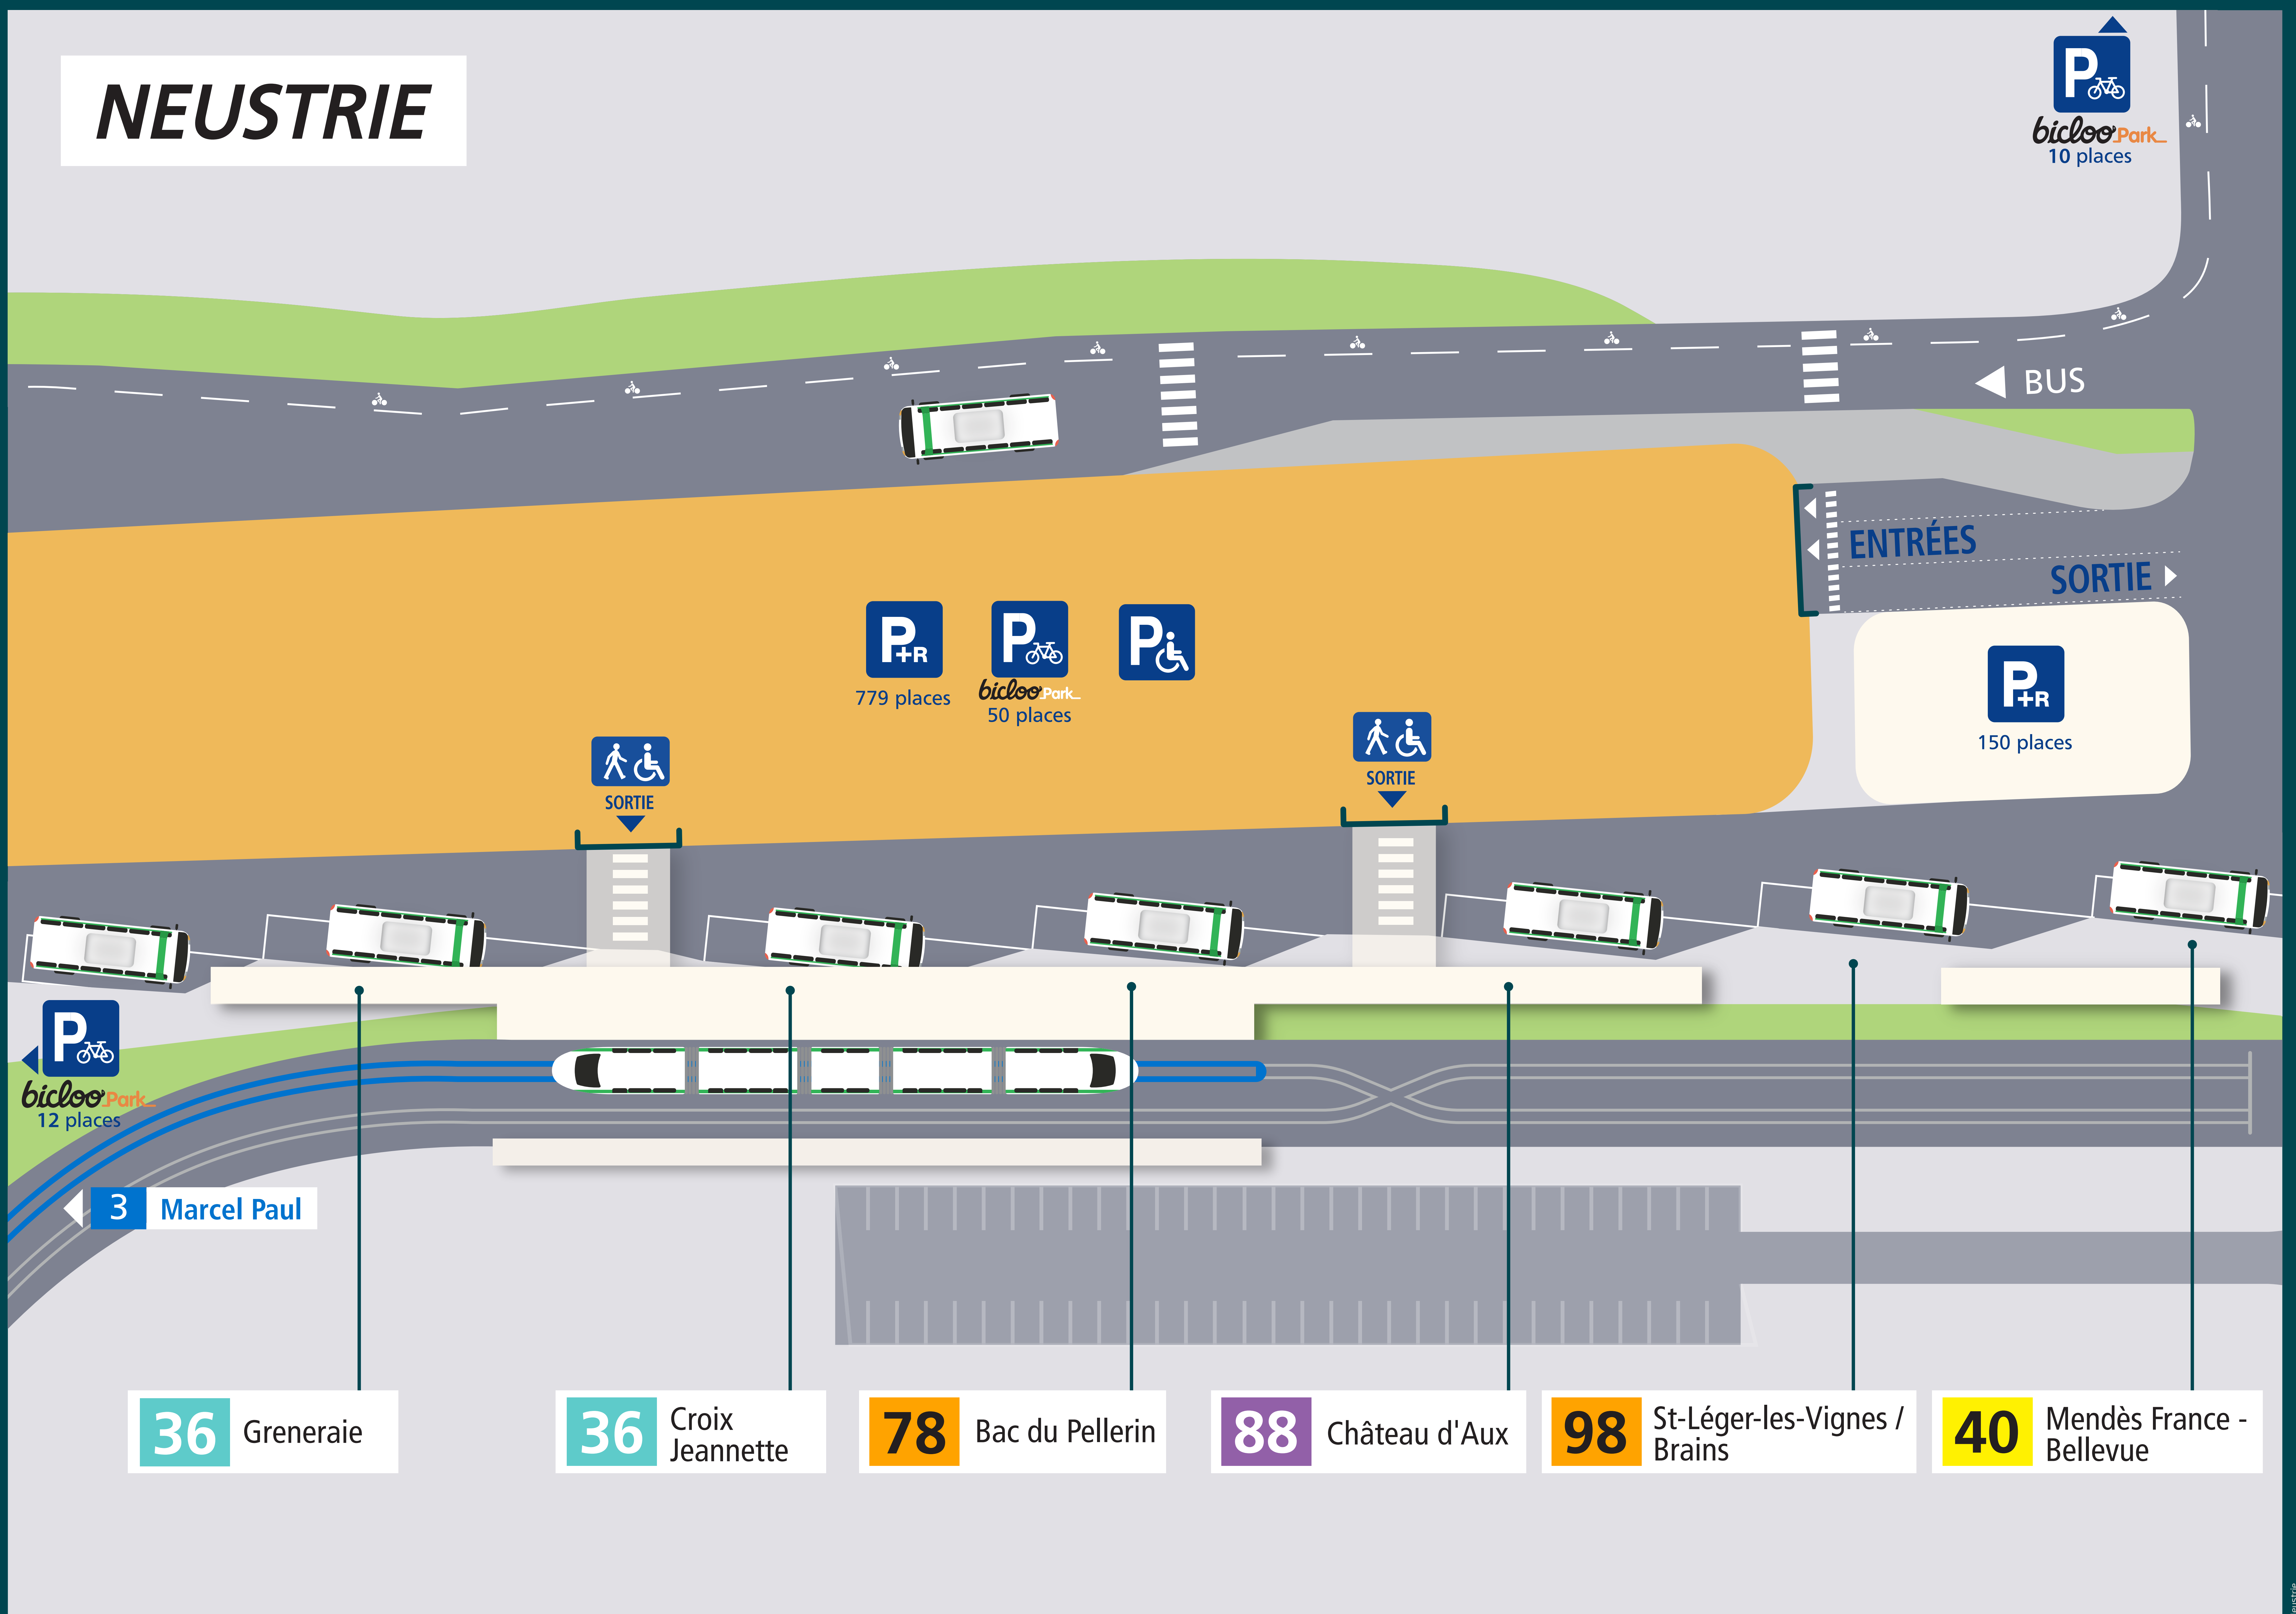 NEUSTRIE
P
bicloo Park
10 places
BUS
ENTRÉES
SORTIE
P+R
779 places
P
bicloo Park
50 places
P
P+R
150 places
SORTIE
SORTIE
P
bicloo Park
12 places
3 Marcel Paul
36 Greneraie
36 Croix
Jeannette
78 Bac du Pellerin
88 Château d'Aux
98 St-Léger-les-Vignes /
Brains
40 Mendès France -
Bellevue